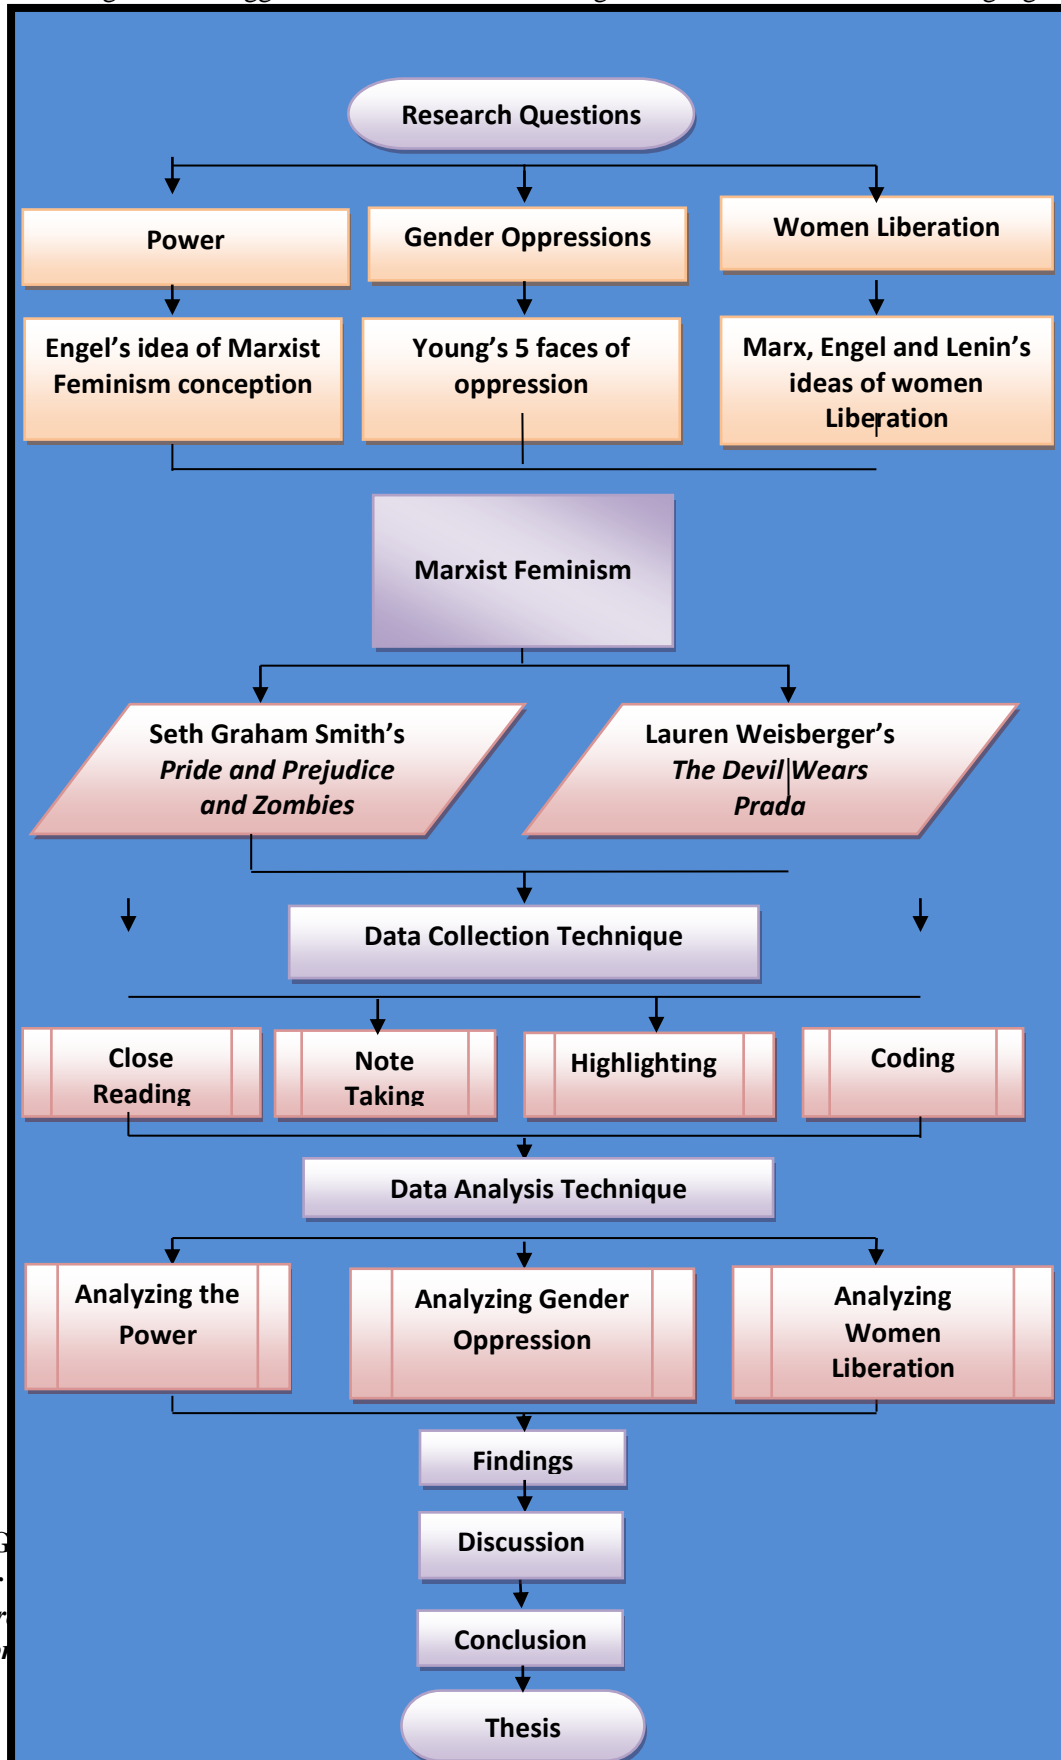 Research Questions
Power
Gender Oppressions
Women Liberation
Engel’s idea of Marxist
Feminism conception
Young’s 5 faces of
oppression
Marx, Engel and Lenin’s
ideas of women
Liberation
Marxist Feminism
Seth Graham Smith’s
Pride and Prejudice
and Zombies
Lauren Weisberger’s
The Devil Wears
Prada
Data Collection Technique
Close
Reading
Note
Taking
Highlighting
Coding
Data Analysis Technique
Analyzing the
Power
Analyzing Gender
Oppression
Analyzing
Women
Liberation
Findings
Discussion
Conclusion
Thesis